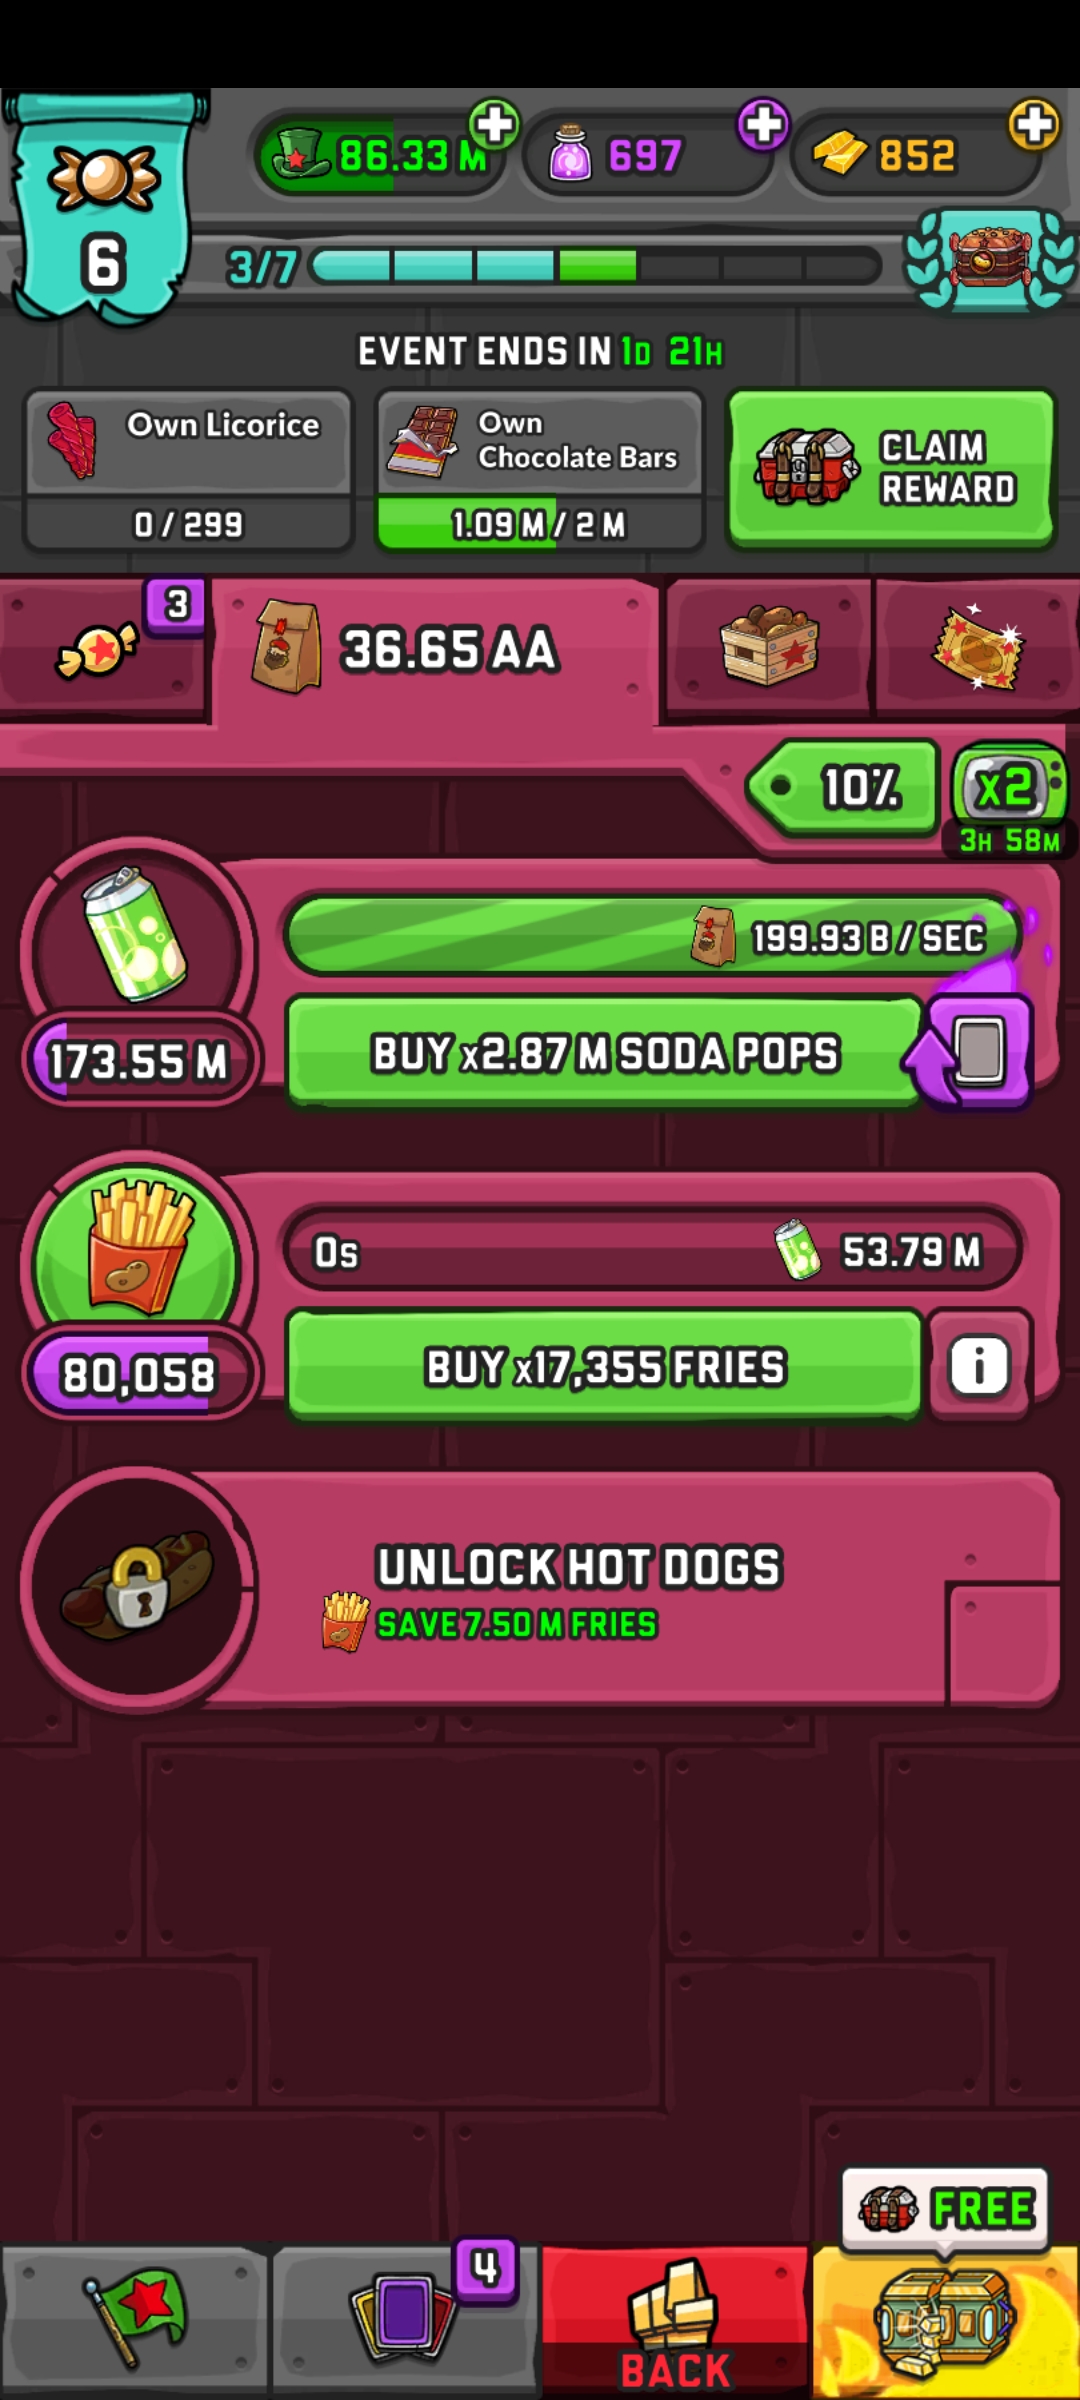 86.33 M
697
852
6
3/7
EVENT ENDS IN 1D 21H
Own Licorice
0 / 299
Own
Chocolate Bars
1.09 M / 2 M
CLAIM
REWARD
3
36.65 AA
10%
x2
3H 58M
199.93 B / SEC
173.55 M
BUY x2.87 M SODA POPS
0s
53.79 M
80,058
BUY x17,355 FRIES
i
UNLOCK HOT DOGS
SAVE 7.50 M FRIES
FREE
4
BACK